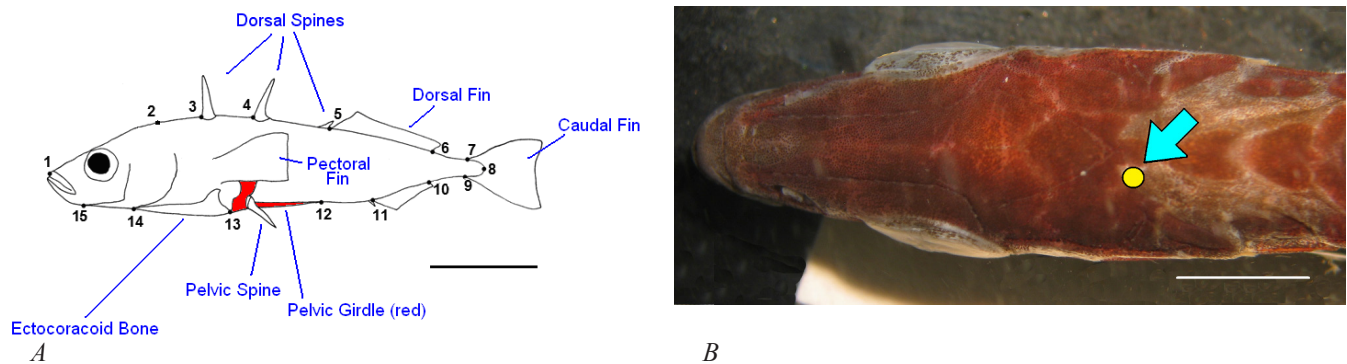 Dorsal Spines
Dorsal Fin
Caudal Fin
Pectoral
Fin
1
2
3
4
5
6
7
8
9
10
11
12
13
14
15
Pelvic Spine
Pelvic Girdle (red)
Ectocoracoid Bone
A
B